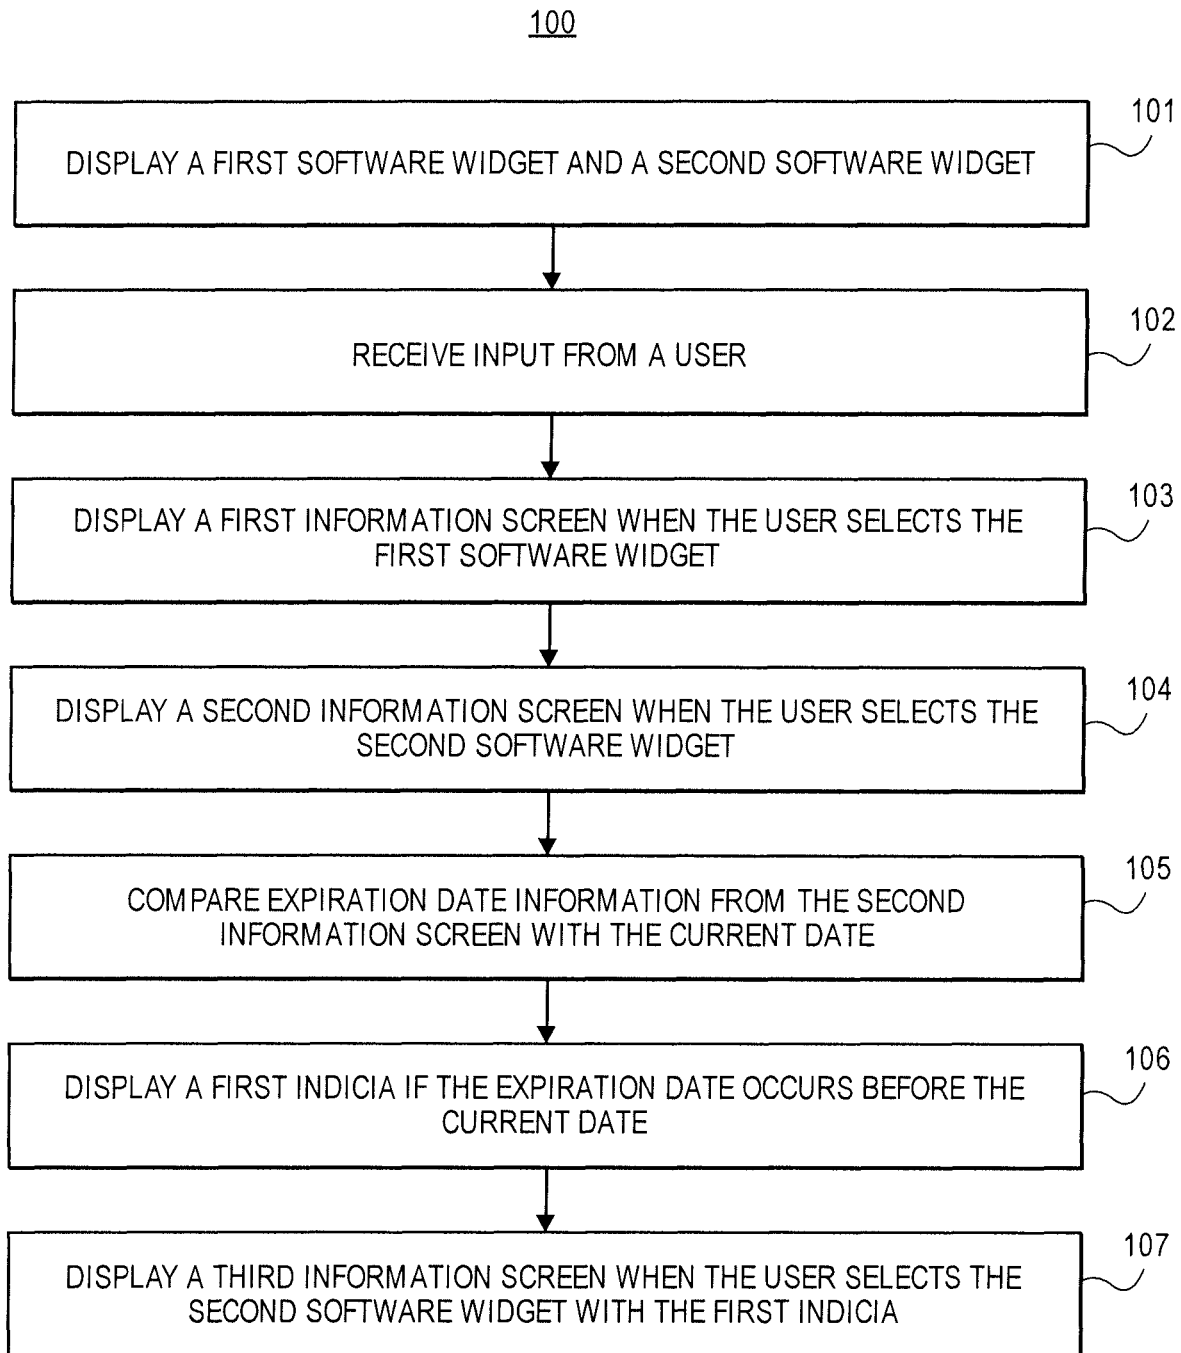 100
101
DISPLAY A FIRST SOFTWARE WIDGET AND A SECOND SOFTWARE WIDGET
102
RECEIVE INPUT FROM A USER
103
DISPLAY A FIRST INFORMATION SCREEN WHEN THE USER SELECTS THE
FIRST SOFTWARE WIDGET
104
DISPLAY A SECOND INFORMATION SCREEN WHEN THE USER SELECTS THE
SECOND SOFTWARE WIDGET
105
COMPARE EXPIRATION DATE INFORMATION FROM THE SECOND
INFORMATION SCREEN WITH THE CURRENT DATE
106
DISPLAY A FIRST INDICIA IF THE EXPIRATION DATE OCCURS BEFORE THE
CURRENT DATE
107
DISPLAY A THIRD INFORMATION SCREEN WHEN THE USER SELECTS THE
SECOND SOFTWARE WIDGET WITH THE FIRST INDICIA